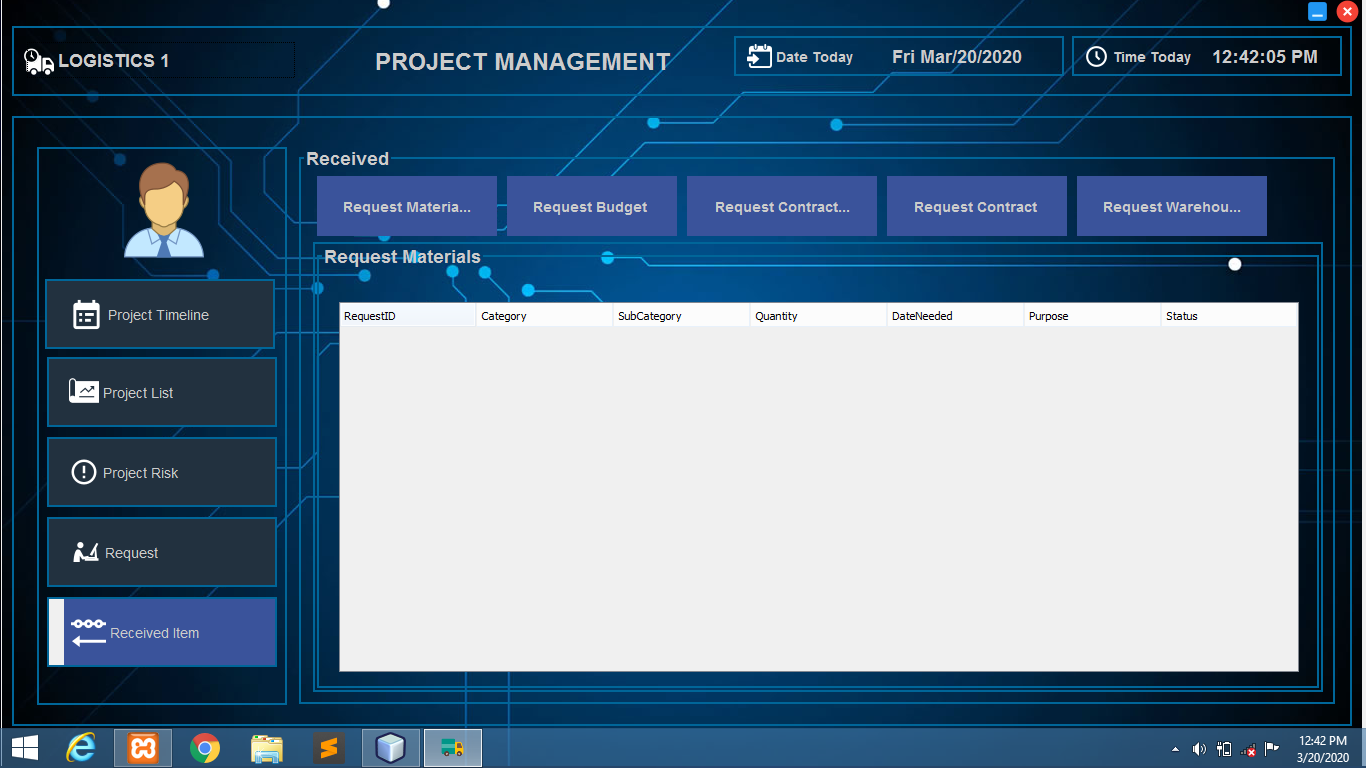 LOGISTICS 1
PROJECT MANAGEMENT
Date Today
Fri Mar/20/2020
Time Today
12:42:05 PM
Received
Request Materia...
Request Budget
Request Contract...
Request Contract
Request Warehou...
Request Materials
RequestID
Category
SubCategory
Quantity
DateNeeded
Purpose
Status
Project Timeline
Project List
Project Risk
Request
Received Item
12:42 PM
3/20/2020